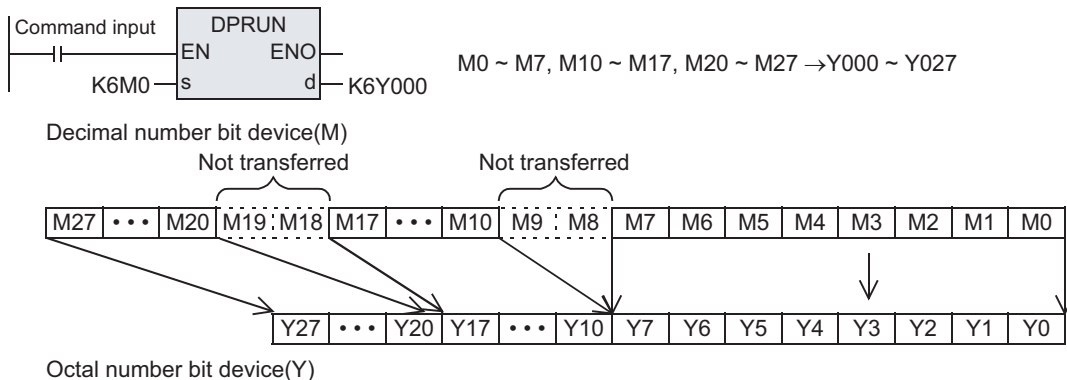 Command input
DPRUN
EN ENO
K6M0 s d K6Y000
M0 ~ M7, M10 ~ M17, M20 ~ M27 →Y000 ~ Y027
Decimal number bit device(M)
Not transferred Not transferred
M27 • • • M20 M19 M18 M17 • • • M10 M9 M8 M7 M6 M5 M4 M3 M2 M1 M0
Y27 • • • Y20 Y17 • • • Y10 Y7 Y6 Y5 Y4 Y3 Y2 Y1 Y0
Octal number bit device(Y)